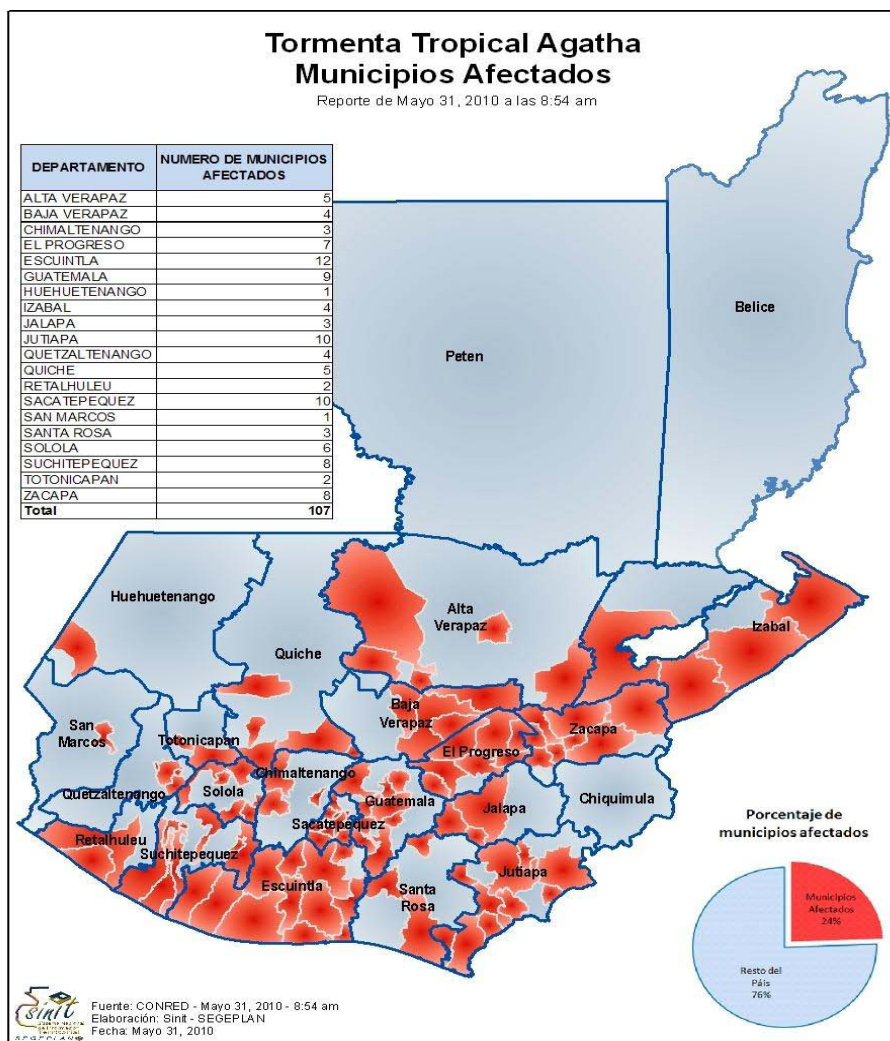 Tormenta Tropical Agatha
Municipios Afectados
Reporte de Mayo 31, 2010 a las 8:54 am
DEPARTAMENTO NUMERO DE MUNICIPIOS AFECTADOS
ALTA VERAPAZ 5
BAJA VERAPAZ 4
CHIMALTENANGO 3
EL PROGRESO 7
ESCUINTLA 12
GUATEMALA 9
HUEHUETENANGO 1
IZABAL 4
JALAPA 3
JUTIAPA 10
QUETZALTENANGO 4
QUICHE 5
RETALHULEU 2
SACATEPEQUEZ 10
SAN MARCOS 1
SANTA ROSA 3
SOLOLA 6
SUCHITEPEQUEZ 8
TOTONICAPAN 2
ZACAPA 8
Total 107
Belice
Peten
Huehuetenango
Alta
Verapaz
Izabal
Quiche
Baja
Verapaz
San
Marcos
Zacapa
Totonicapan
El Progreso
Chimaltenango
Quetzaltenango
Solola
Guatemala
Jalapa
Chiquimula
Sacatepequez
Retalhuleu
Suchitepequez
Jutiapa
Escuintla
Santa
Rosa
Porcentaje de
municipios afectados
Municipios
Afectados
24%
Resto del
Páis
76%
sinit
SEGEPLAN
Fuente: CONRED - Mayo 31, 2010 - 8:54 am
Elaboración: Sinit - SEGEPLAN
Fecha: Mayo 31, 2010